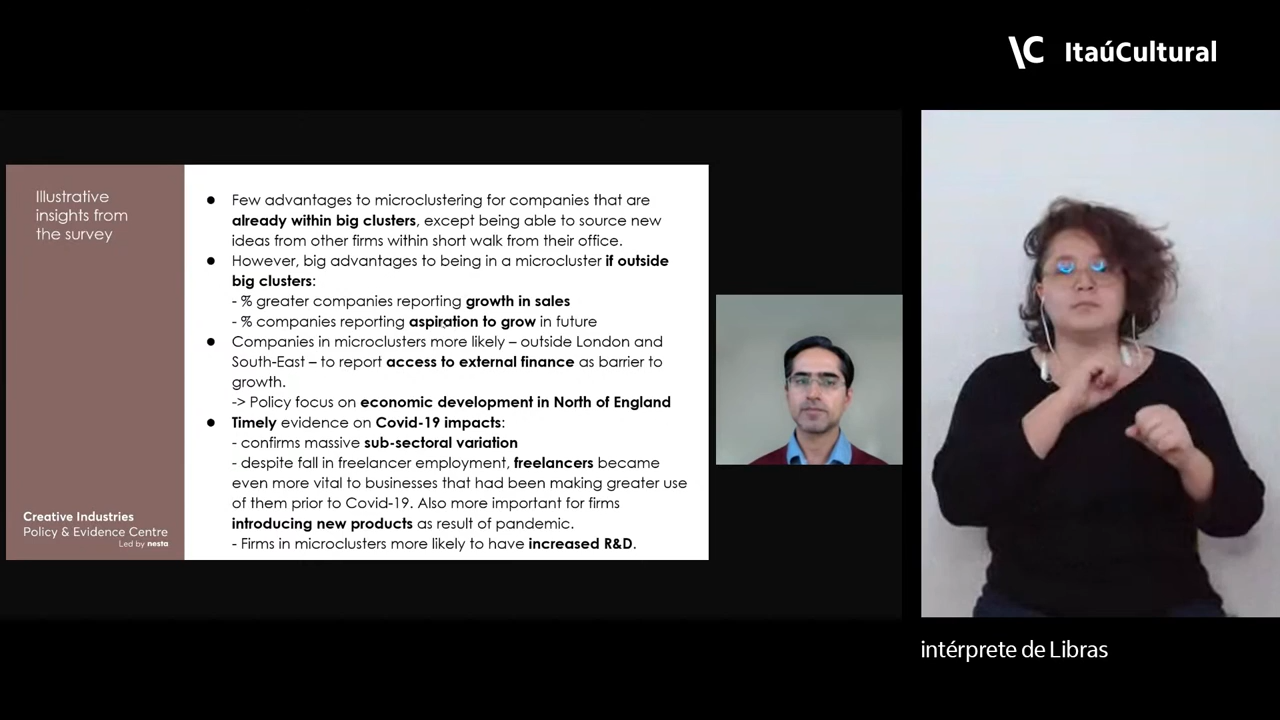 \C ItaúCultural
Illustrative
insights from
the survey
● Few advantages to microclustering for companies that are
already within big clusters, except being able to source new
ideas from other firms within short walk from their office.
● However, big advantages to being in a microcluster if outside
big clusters:
- % greater companies reporting growth in sales
- % companies reporting aspiration to grow in future
● Companies in microclusters more likely – outside London and
South-East – to report access to external finance as barrier to
growth.
-> Policy focus on economic development in North of England
● Timely evidence on Covid-19 impacts:
- confirms massive sub-sectoral variation
- despite fall in freelancer employment, freelancers became
even more vital to businesses that had been making greater use
of them prior to Covid-19. Also more important for firms
introducing new products as result of pandemic.
- Firms in microclusters more likely to have increased R&D.
Creative Industries
Policy & Evidence Centre
Led by nesta
intérprete de Libras